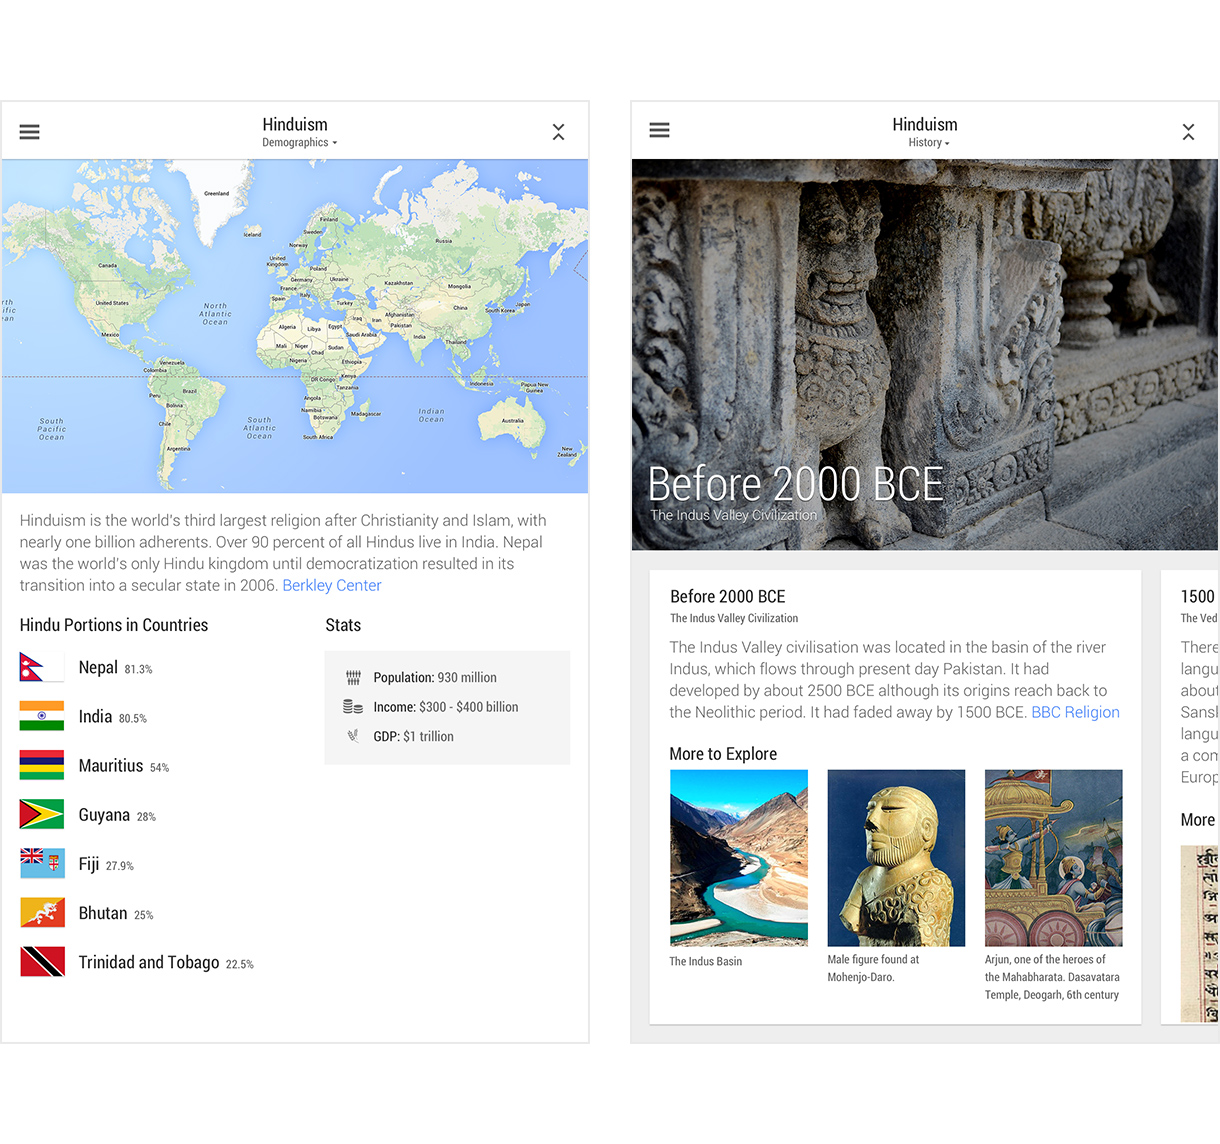 Hinduism
Demographics
Greenland
Iceland
Finland
Sweden
Norway
Russia
United
Kingdom
Poland
Canada
Germany
Ukraine
France
Kazakhstan
Mongolia
Spain
Italy
Turkey
United States
North
Atlantic
Ocean
China
Japan
South Korea
Iraq
Iran
Afghanistan
Pakistan
Algeria
Libya
Egypt
Saudi Arabia
Mexico
India
Thailand
Mali
Niger
Chad
Sudan
Nigeria
Ethiopia
Venezuela
Colombia
DR Congo
Kenya
Tanzania
Indonesia
Papua New
Guinea
Peru
Brazil
Bolivia
Angola
Namibia
Botswana
Madagascar
Indian
Ocean
South
Pacific
Ocean
Chile
South
Atlantic
Ocean
South Africa
Australia
Argentina
New
Zealand
Hinduism is the world's third largest religion after Christianity and Islam, with
nearly one billion adherents. Over 90 percent of all Hindus live in India. Nepal
was the world's only Hindu kingdom until democratization resulted in its
transition into a secular state in 2006. Berkley Center
Hindu Portions in Countries
Nepal 81.3%
India 80.5%
Mauritius 54%
Guyana 28%
Fiji 27.9%
Bhutan 25%
Trinidad and Tobago 22.5%
Stats
Population: 930 million
Income: $300 - $400 billion
GDP: $1 trillion
Hinduism
History
Before 2000 BCE
The Indus Valley Civilization
Before 2000 BCE
The Indus Valley Civilization
The Indus Valley civilisation was located in the basin of the river
Indus, which flows through present day Pakistan. It had
developed by about 2500 BCE although its origins reach back to
the Neolithic period. It had faded away by 1500 BCE. BBC Religion
More to Explore
The Indus Basin
Male figure found at
Mohenjo-Daro.
Arjun, one of the heroes of
the Mahabharata. Dasavatara
Temple, Deogarh, 6th century
1500
The Ved
There
langu
about
Sansl
langu
a com
Europ
More